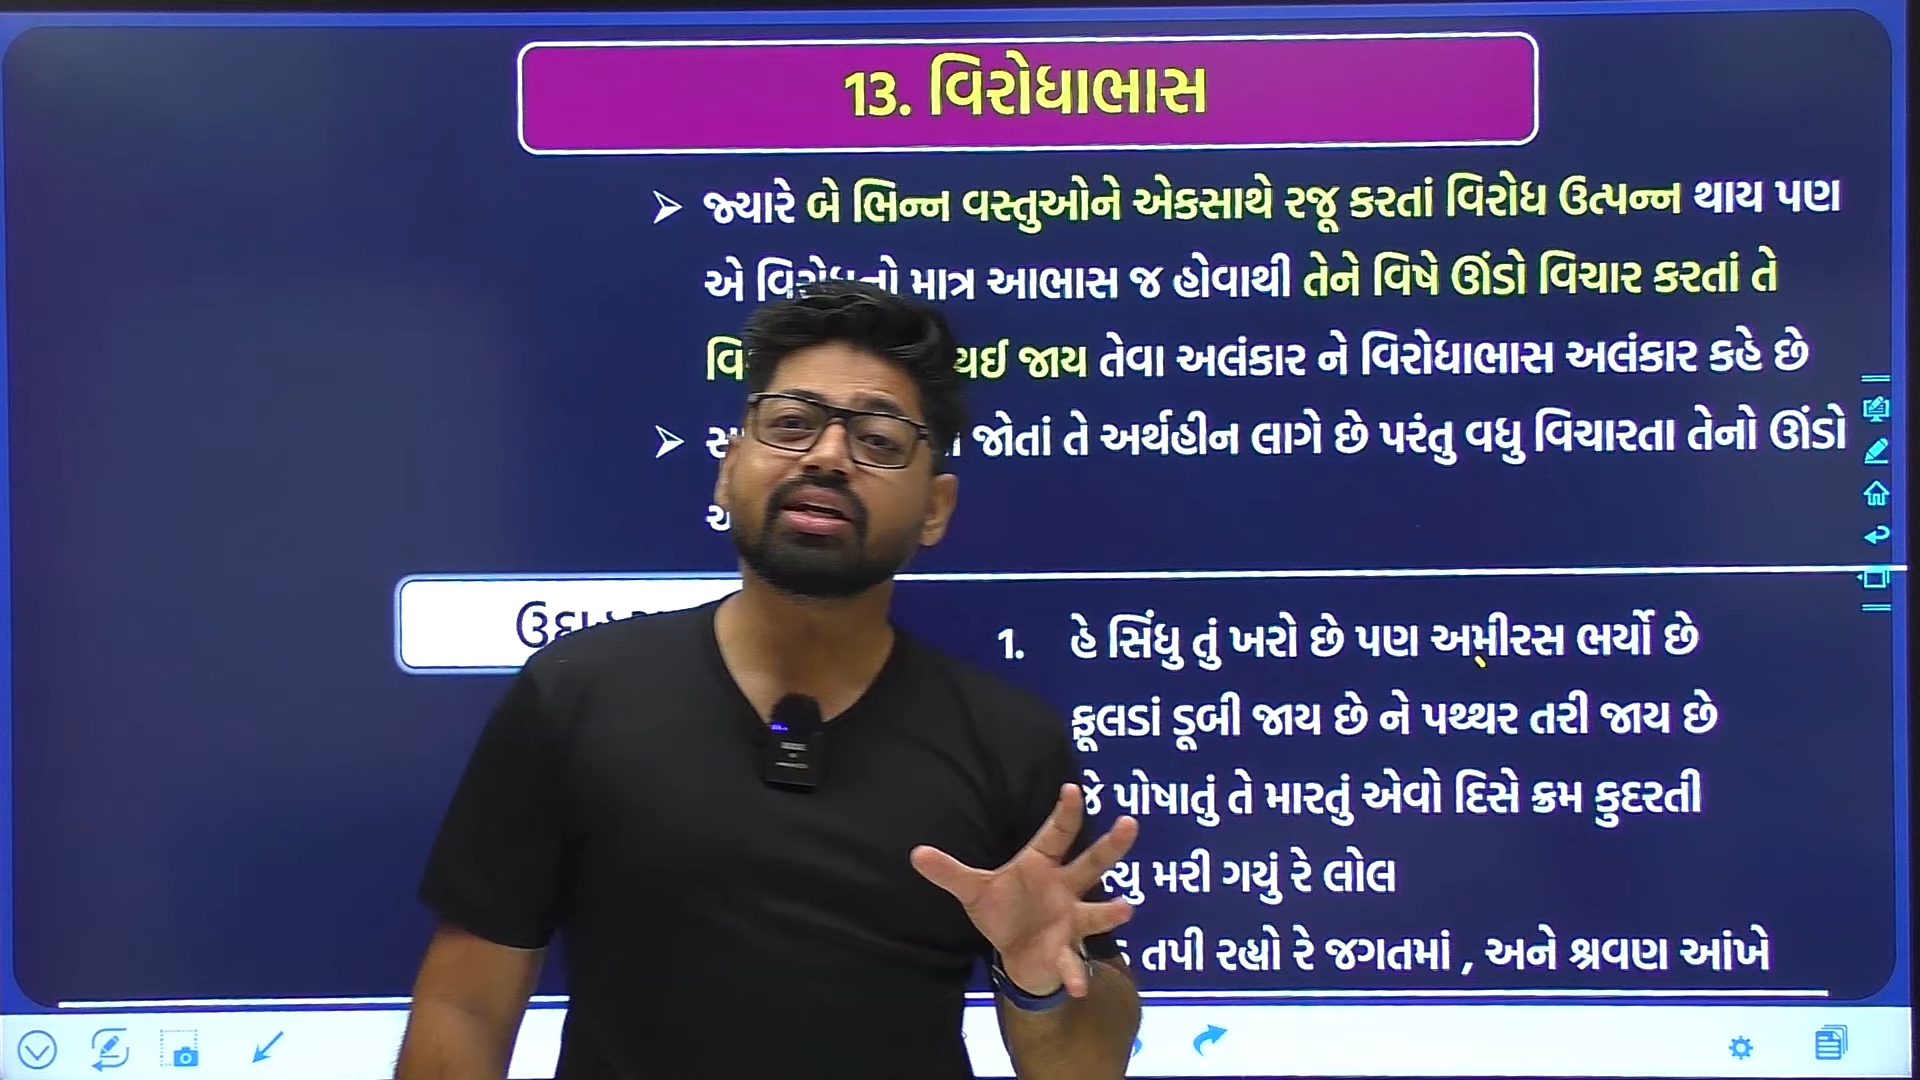 13. વિરોધાભાસ
➢ જ્યારે બે ભિન્ન વસ્તુઓને એકસાથે રજૂ કરતાં વિરોધ ઉત્પન્ન થાય પણ
એ માત્ર આભાસ જ હોવાથી તેને વિષે ઊંડો વિચાર કરતાં તે
થઈ જાય તેવા અલંકાર ને વિરોધાભાસ અલંકાર કહે છે
➢ જોતાં તે અર્થહીન લાગે છે પરંતુ વધુ વિચારતા તેનો ઊંડો
1. હે સિંધુ તું ખરો છે પણ અમીરસ ભર્યો છે
ફૂલડાં ડૂબી જાય છે ને પથ્થર તરી જાય છે
જે પોષાતું તે મારતું એવો દિસે ક્રમ કુદરતી
મરી ગયું રે લોલ
તપી રહ્યો રે જગતમાં , અને શ્રવણ આંખે